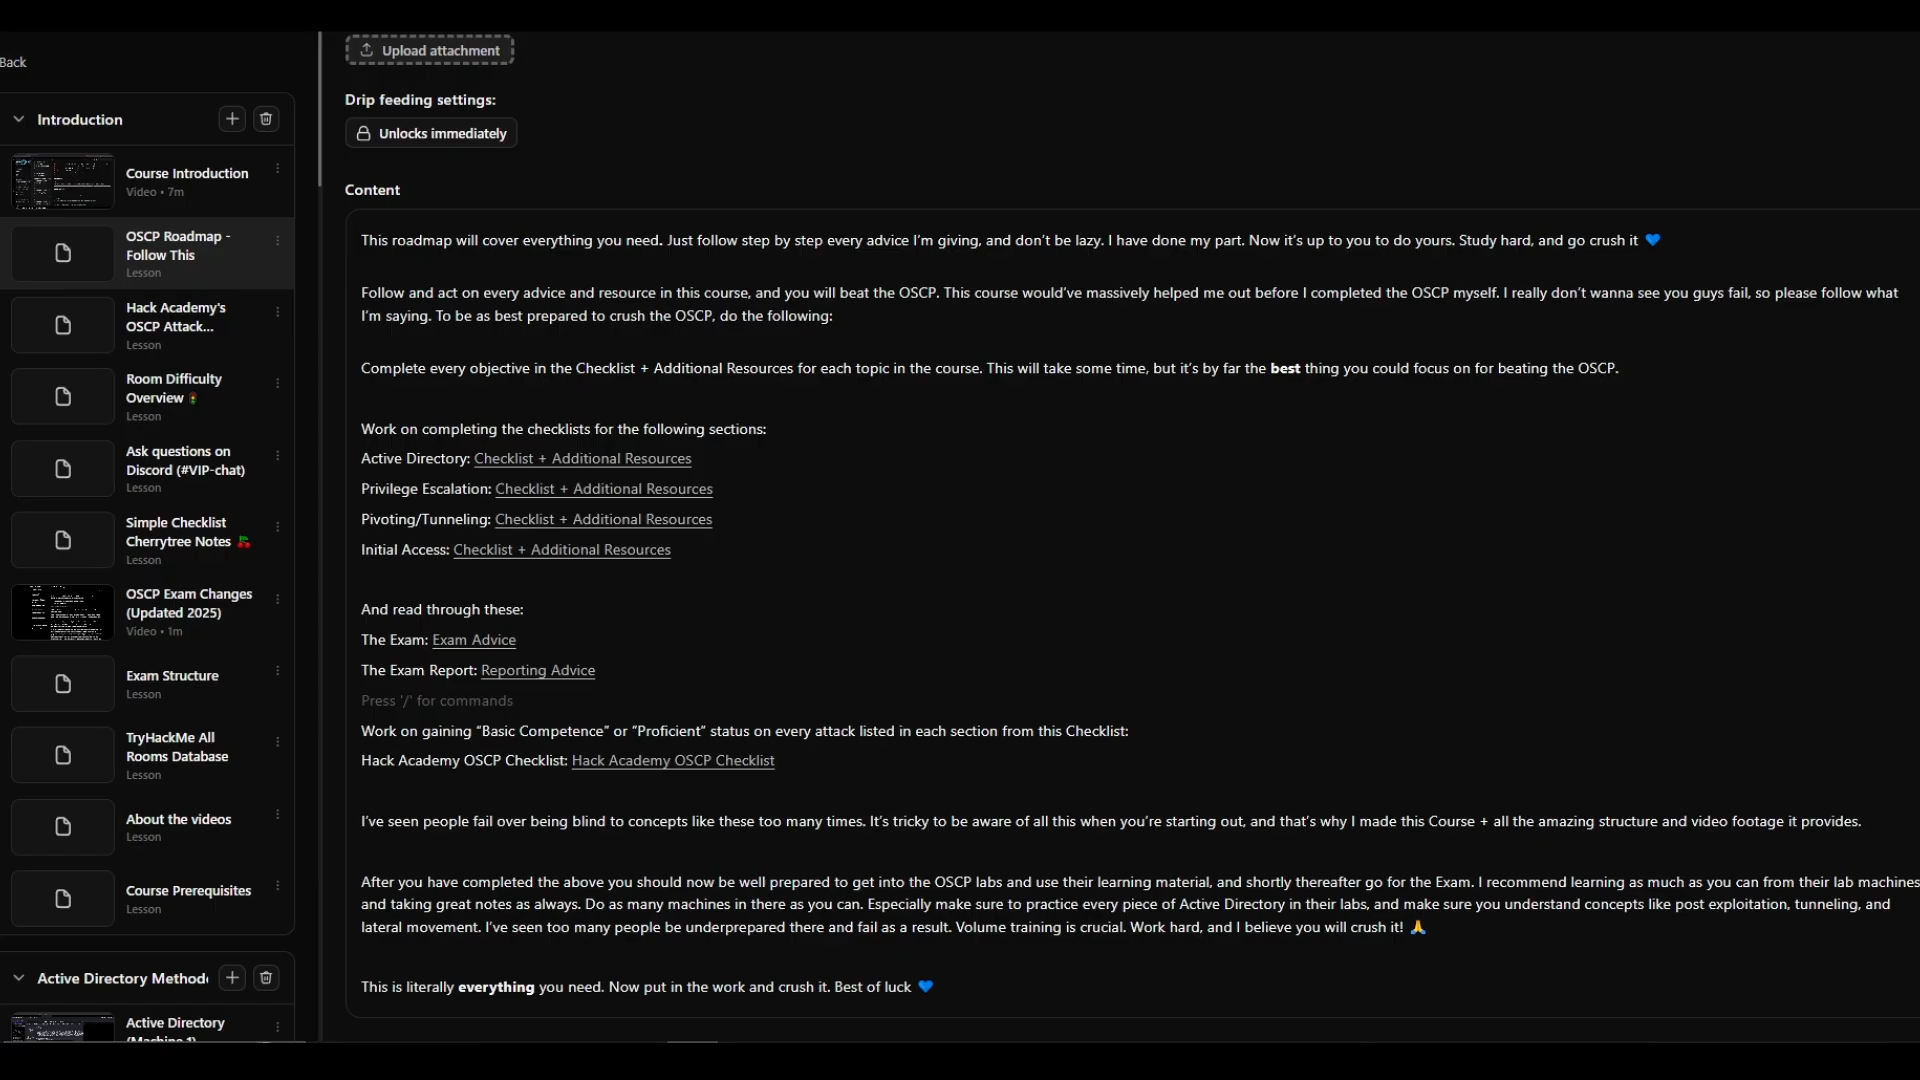 Back
Introduction
Course Introduction
Video • 7m
OSCP Roadmap -
Follow This
Lesson
Hack Academy's
OSCP Attack...
Lesson
Room Difficulty
Overview 🚦
Lesson
Ask questions on
Discord (#VIP-chat)
Lesson
Simple Checklist
Cherrytree Notes 🍒
Lesson
OSCP Exam Changes
(Updated 2025)
Video • 1m
Exam Structure
Lesson
TryHackMe All
Rooms Database
Lesson
About the videos
Lesson
Course Prerequisites
Lesson
Active Directory Method
Active Directory
(Machine 1)
Upload attachment
Drip feeding settings:
Unlocks immediately
Content
This roadmap will cover everything you need. Just follow step by step every advice I'm giving, and don't be lazy. I have done my part. Now it's up to you to do yours. Study hard, and go crush it 💙
Follow and act on every advice and resource in this course, and you will beat the OSCP. This course would've massively helped me out before I completed the OSCP myself. I really don't wanna see you guys fail, so please follow what
I'm saying. To be as best prepared to crush the OSCP, do the following:
Complete every objective in the Checklist + Additional Resources for each topic in the course. This will take some time, but it's by far the best thing you could focus on for beating the OSCP.
Work on completing the checklists for the following sections:
Active Directory: Checklist + Additional Resources
Privilege Escalation: Checklist + Additional Resources
Pivoting/Tunneling: Checklist + Additional Resources
Initial Access: Checklist + Additional Resources
And read through these:
The Exam: Exam Advice
The Exam Report: Reporting Advice
Press '/' for commands
Work on gaining "Basic Competence" or "Proficient" status on every attack listed in each section from this Checklist:
Hack Academy OSCP Checklist: Hack Academy OSCP Checklist
I've seen people fail over being blind to concepts like these too many times. It's tricky to be aware of all this when you're starting out, and that's why I made this Course + all the amazing structure and video footage it provides.
After you have completed the above you should now be well prepared to get into the OSCP labs and use their learning material, and shortly thereafter go for the Exam. I recommend learning as much as you can from their lab machines
and taking great notes as always. Do as many machines in there as you can. Especially make sure to practice every piece of Active Directory in their labs, and make sure you understand concepts like post exploitation, tunneling, and
lateral movement. I've seen too many people be underprepared there and fail as a result. Volume training is crucial. Work hard, and I believe you will crush it! 🙏
This is literally everything you need. Now put in the work and crush it. Best of luck 💙